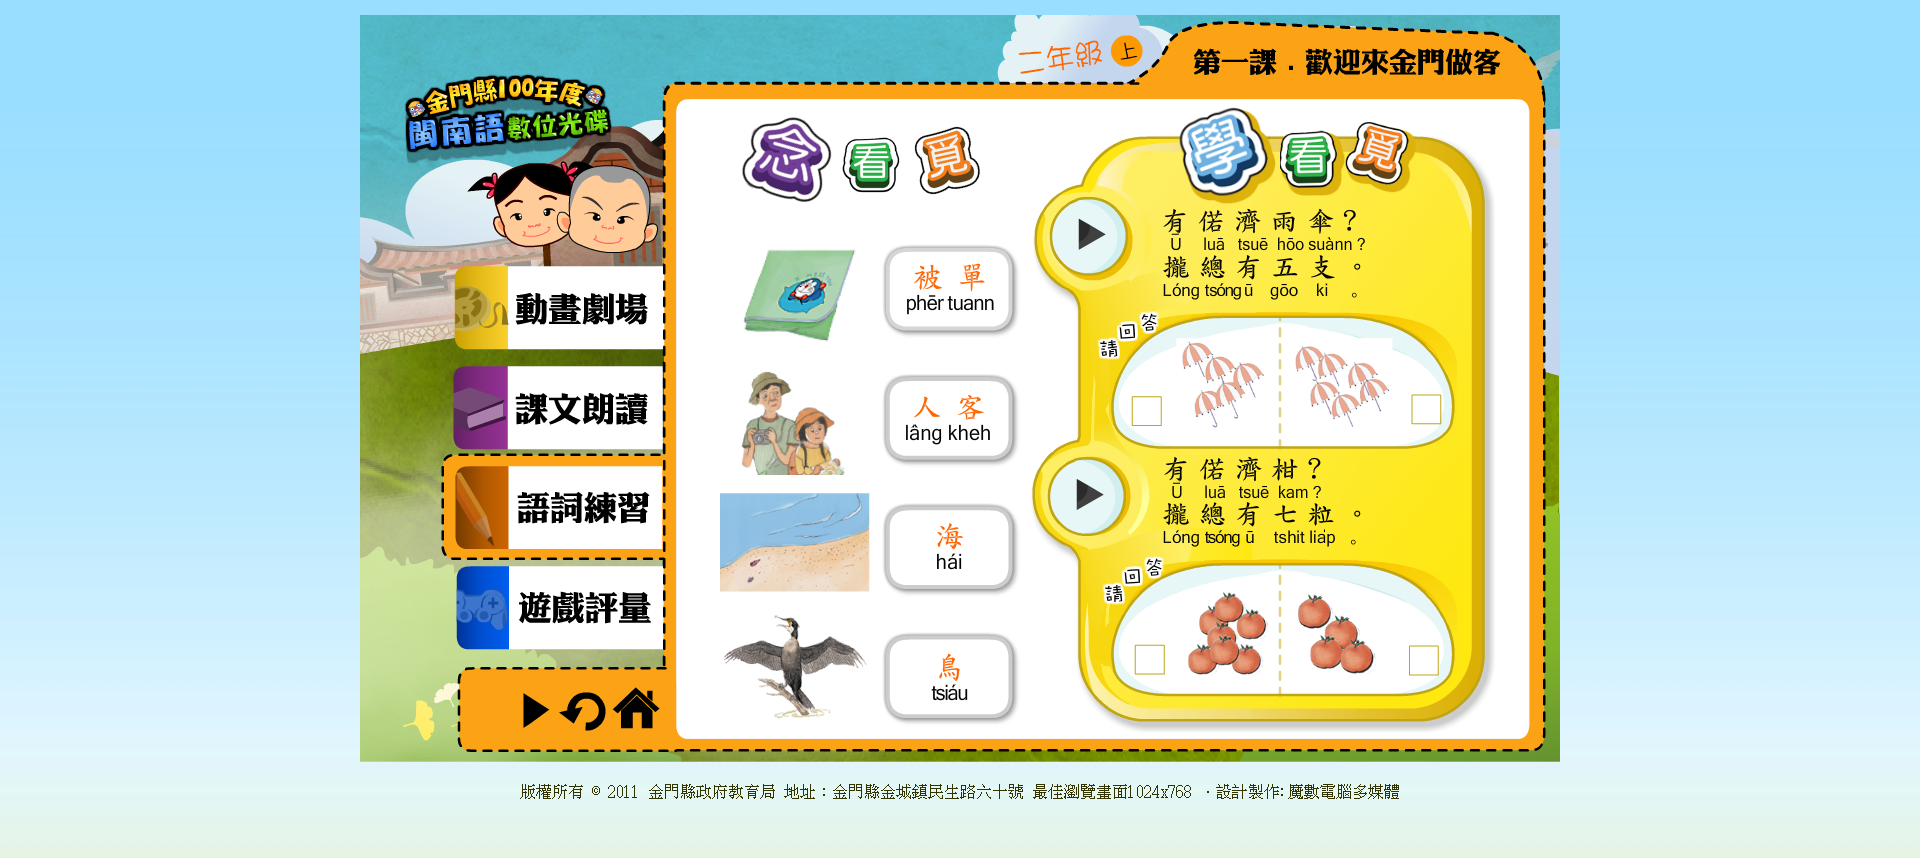 二年級 上
第一課．歡迎來金門做客
金門縣100年度
閩南語數位光碟
動畫劇場
課文朗讀
語詞練習
遊戲評量
念看覓
被單
phēr tuann
人客
lâng kheh
海
hái
鳥
tsiáu
學看覓
有偌濟雨傘？
Ū luā tsuē hōo suànn ?
攏總有五支。
Lóng tsóng ū gōo ki 。
請回答
有偌濟柑？
Ū luā tsuē kam ?
攏總有七粒。
Lóng tsóng ū tshit lia̍p 。
請回答
版權所有 © 2011 金門縣政府教育局 地址：金門縣金城鎮民生路六十號 最佳瀏覽畫面1024x768 ‧設計製作: 魔數電腦多媒體